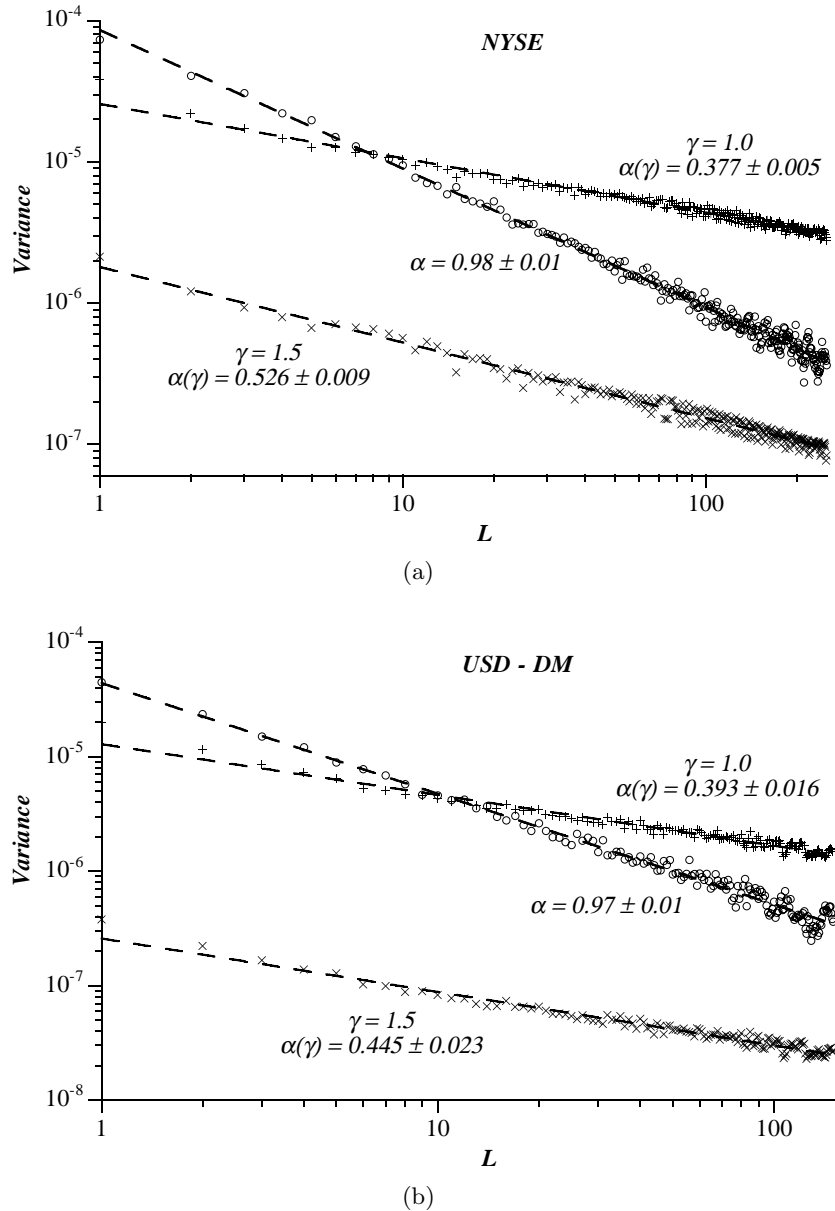 10⁻⁴
NYSE
10⁻⁵
γ = 1.0
α(γ) = 0.377 ± 0.005
Variance
α = 0.98 ± 0.01
10⁻⁶
γ = 1.5
α(γ) = 0.526 ± 0.009
10⁻⁷
1
10
100
L
(a)
10⁻⁴
USD - DM
10⁻⁵
γ = 1.0
α(γ) = 0.393 ± 0.016
Variance
10⁻⁶
α = 0.97 ± 0.01
10⁻⁷
γ = 1.5
α(γ) = 0.445 ± 0.023
10⁻⁸
1
10
100
L
(b)